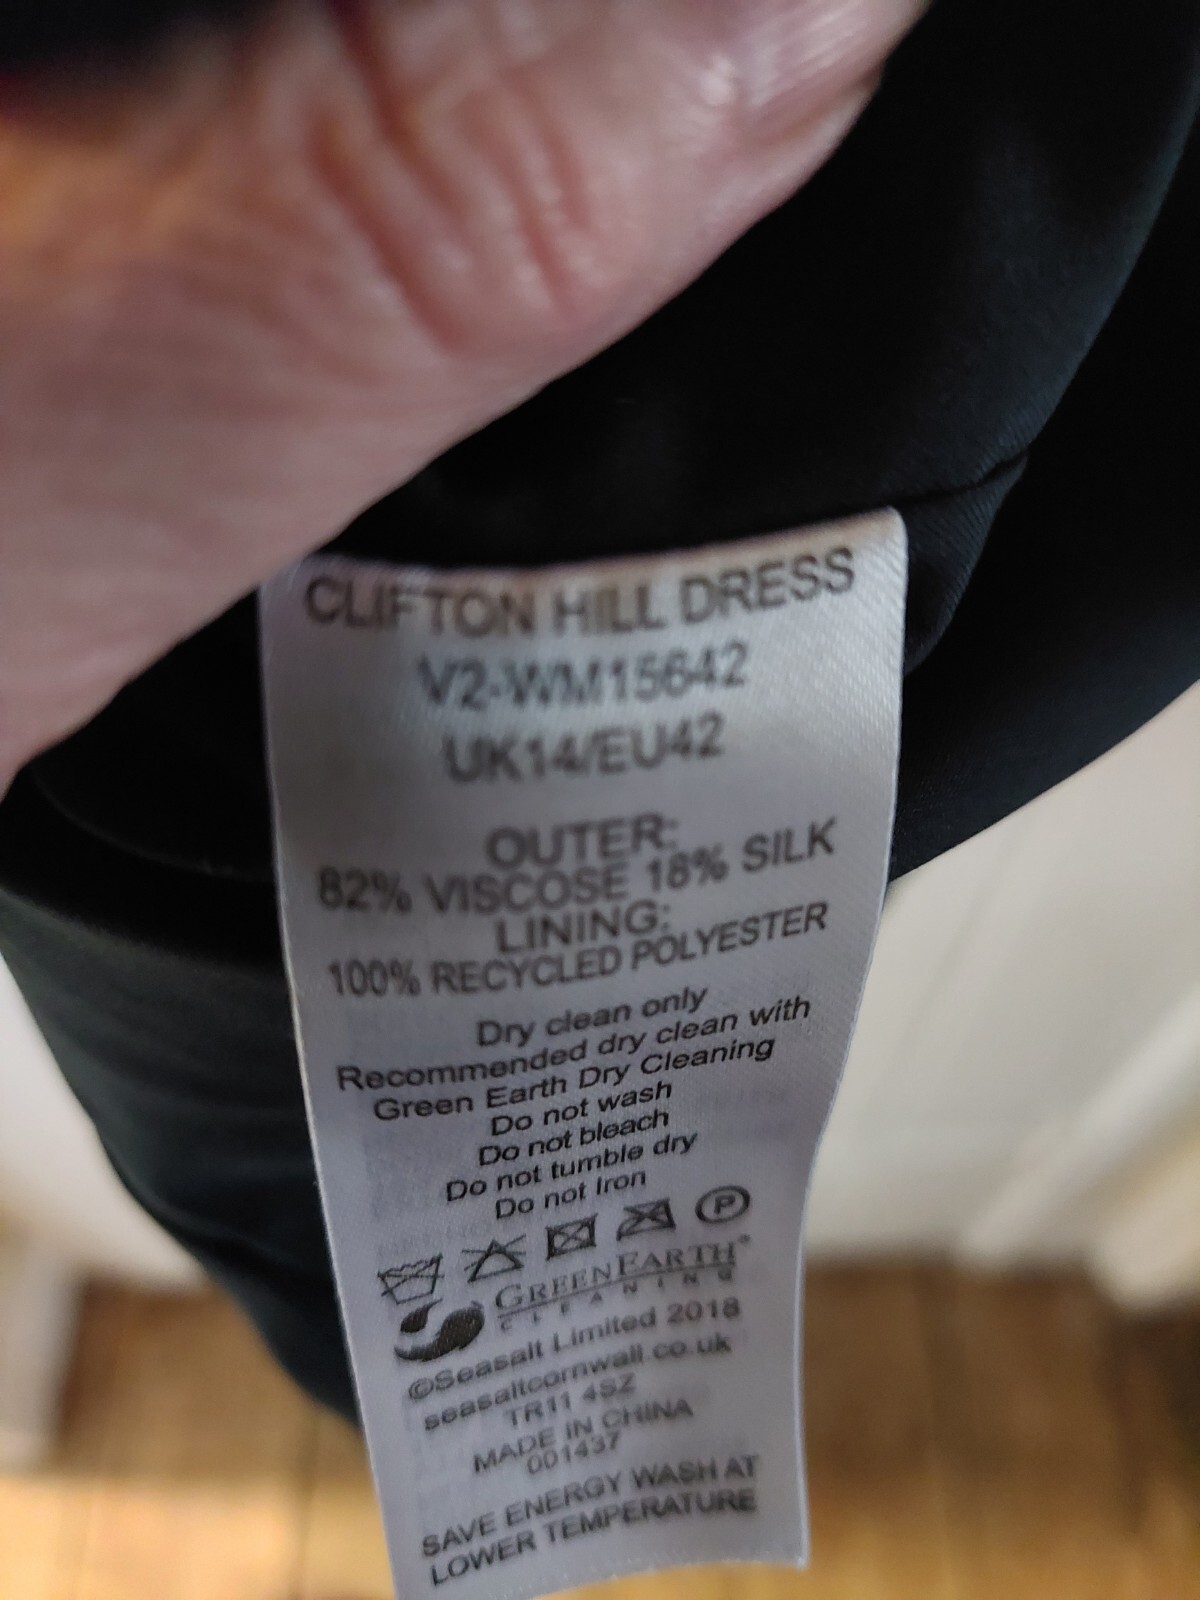 CLIFTON HILL DRESS
V2-WM15642
UK14/EU42
OUTER:
82% VISCOSE 18% SILK
LINING:
100% RECYCLED POLYESTER
Dry clean only
Recommended dry clean with
Green Earth Dry Cleaning
Do not wash
Do not bleach
Do not tumble dry
Do not Iron
P
GREENEARTH®
CLEANING
©Seasalt Limited 2018
seasaltcornwall.co.uk
TR11 4SZ
MADE IN CHINA
001437
SAVE ENERGY WASH AT
LOWER TEMPERATURE